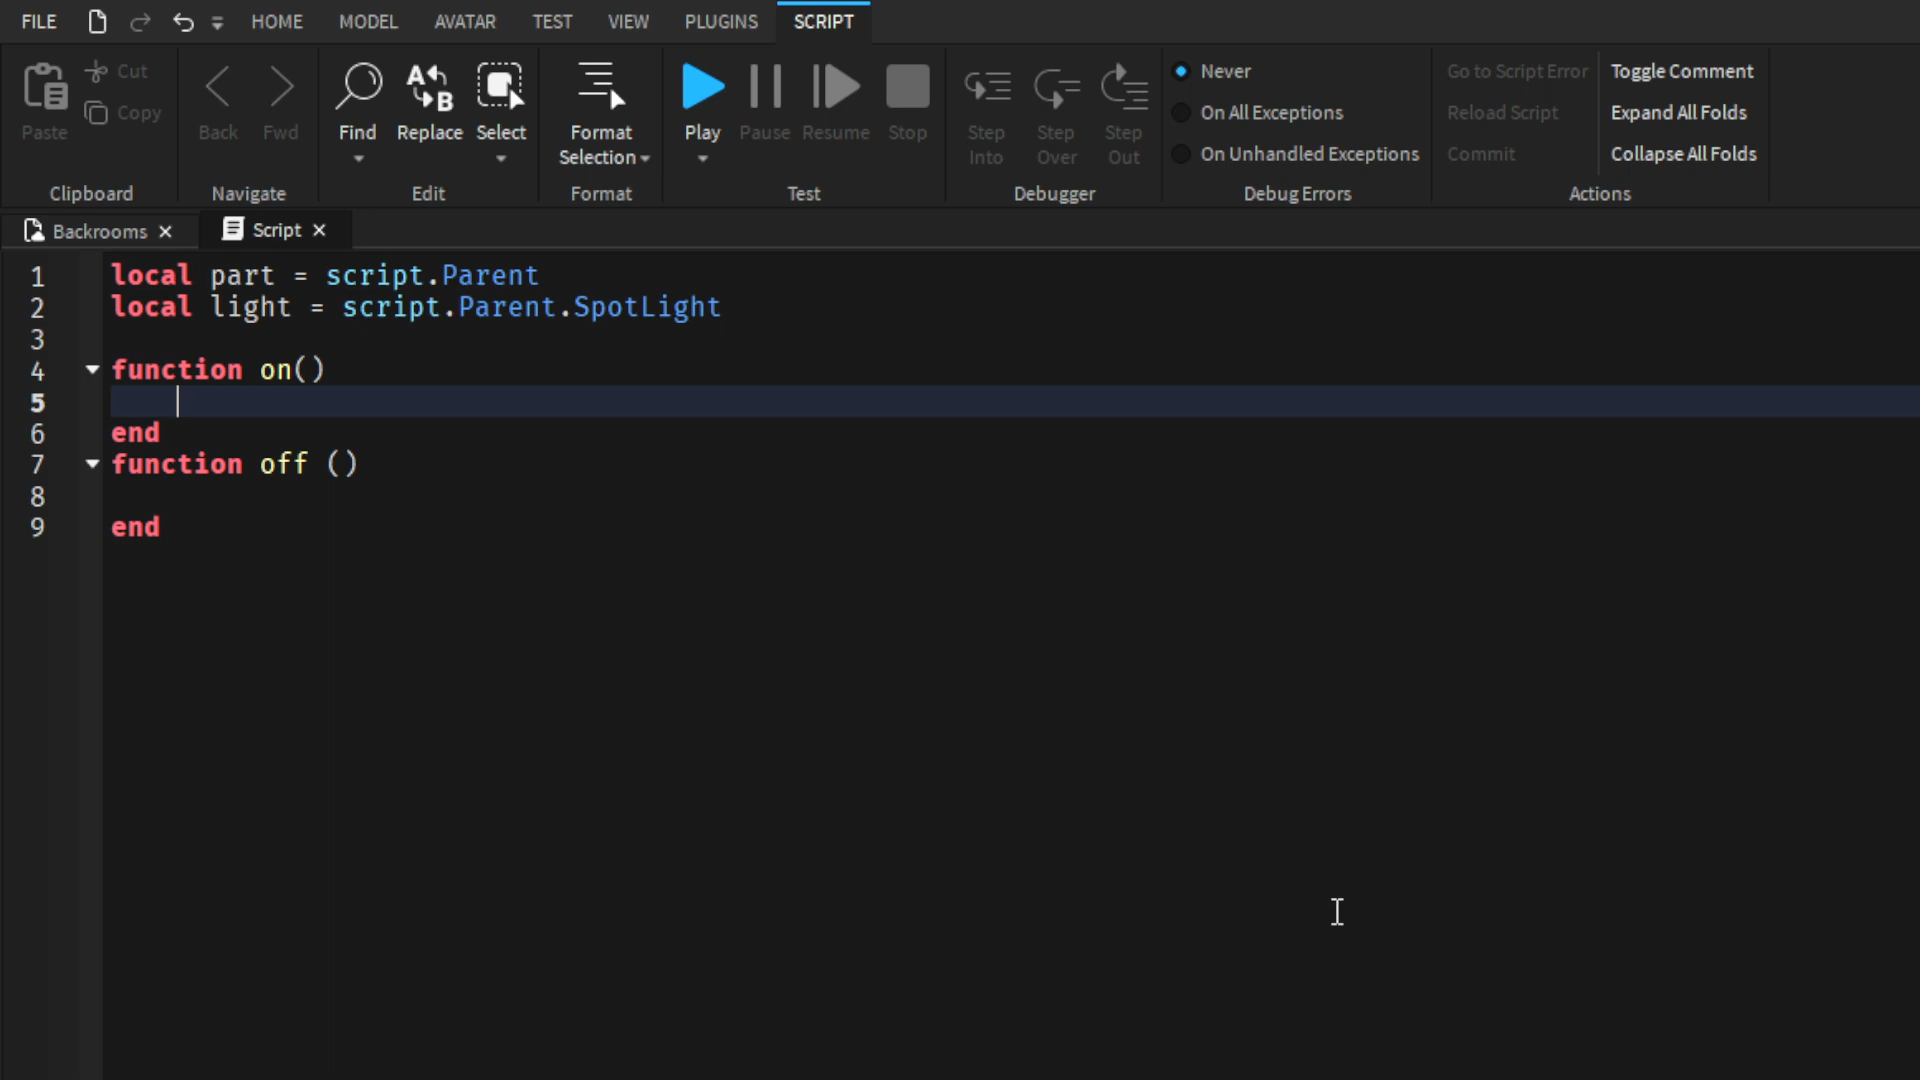 FILE HOME MODEL AVATAR TEST VIEW PLUGINS SCRIPT
Paste Cut Copy
Clipboard
Back Fwd
Navigate
Find Replace Select
Edit
Format Selection
Format
Play Pause Resume Stop
Test
Step Into Step Over Step Out
Debugger
Never
On All Exceptions
On Unhandled Exceptions
Debug Errors
Go to Script Error Toggle Comment
Reload Script Expand All Folds
Commit Collapse All Folds
Actions
Backrooms Script
1 local part = script.Parent
2 local light = script.Parent.SpotLight
3
4 function on()
5
6 end
7 function off ()
8
9 end